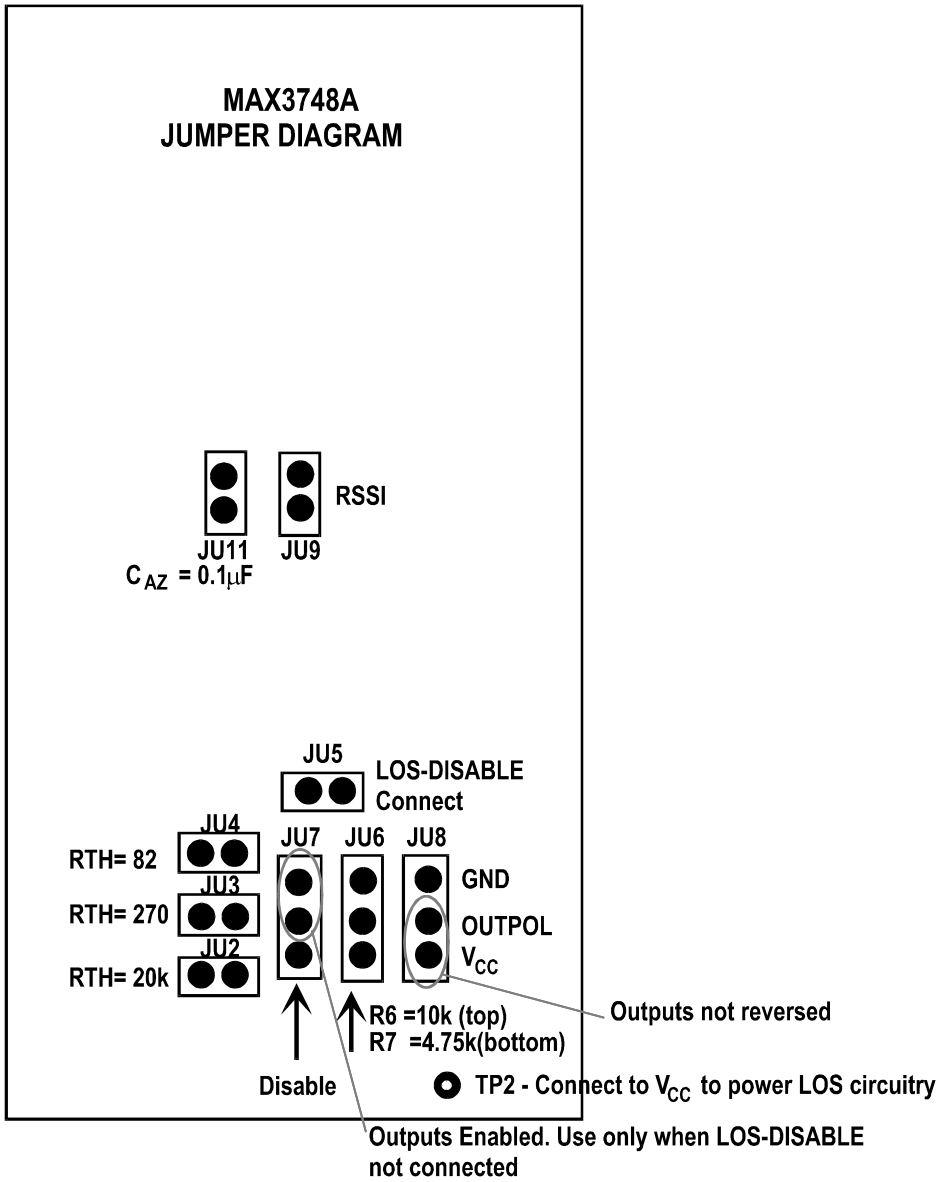 MAX3748A
JUMPER DIAGRAM
RSSI
JU11
JU9
C AZ = 0.1μF
JU5
LOS-DISABLE
Connect
JU4
JU7
JU6
JU8
RTH= 82
GND
JU3
RTH= 270
OUTPOL
JU2
VCC
RTH= 20k
Outputs not reversed
R6 =10k (top)
R7 =4.75k(bottom)
Disable
TP2 - Connect to VCC to power LOS circuitry
Outputs Enabled. Use only when LOS-DISABLE
not connected